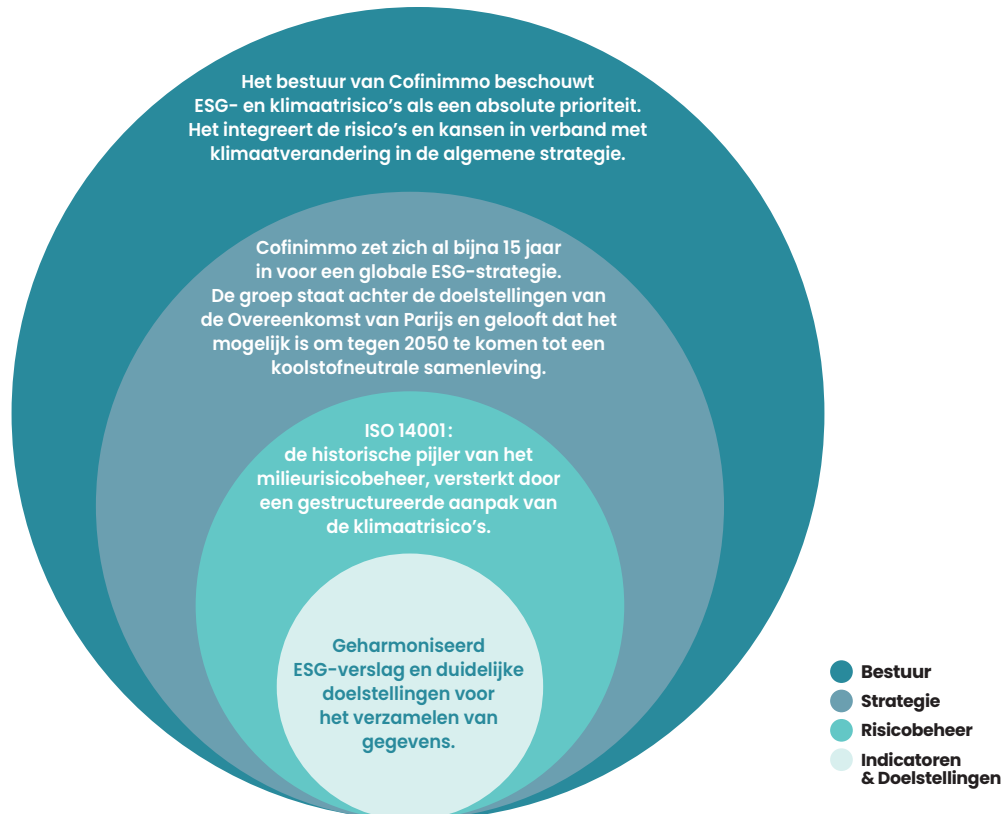 Het bestuur van Cofinimmo beschouwt
ESG- en klimaatrisico's als een absolute prioriteit.
Het integreert de risico's en kansen in verband met
klimaatverandering in de algemene strategie.
Cofinimmo zet zich al bijna 15 jaar
in voor een globale ESG-strategie.
De groep staat achter de doelstellingen van
de Overeenkomst van Parijs en gelooft dat het
mogelijk is om tegen 2050 te komen tot een
koolstofneutrale samenleving.
ISO 14001:
de historische pijler van het
milieurisicobeheer, versterkt door
een gestructureerde aanpak van
de klimaatrisico's.
Geharmoniseerd
ESG-verslag en duidelijke
doelstellingen voor
het verzamelen van
gegevens.
Bestuur
Strategie
Risicobeheer
Indicatoren
& Doelstellingen